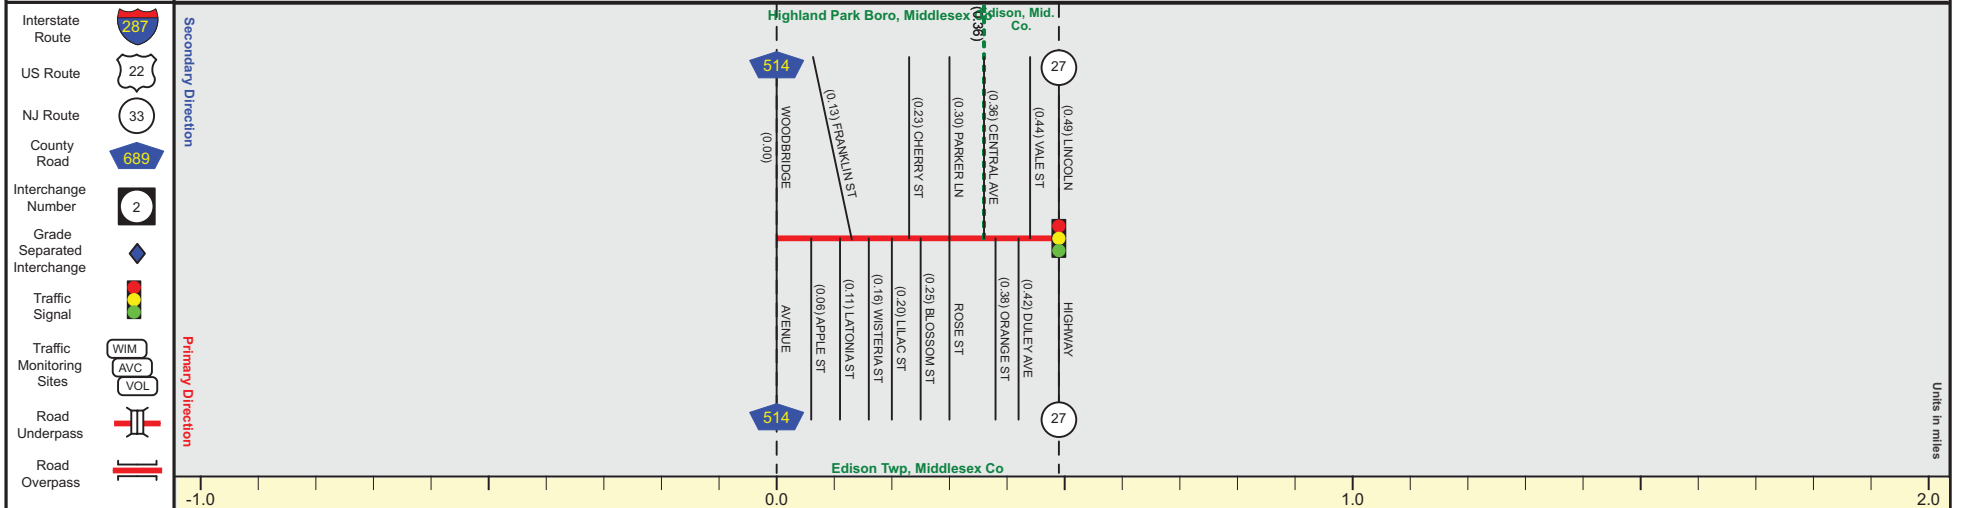 Interstate
Route
287
US Route
22
NJ Route
33
County
Road
689
Interchange
Number
2
Grade
Separated
Interchange
Traffic
Signal
Traffic
Monitoring
Sites
WIM
AVC
VOL
Road
Underpass
Road
Overpass
Secondary Direction
Primary Direction
Highland Park Boro, Middlesex Co
(0.36)
Edison, Mid.
Co.
514
27
WOODBRIDGE
(0.00)
(0.13) FRANKLIN ST
(0.23) CHERRY ST
(0.30) PARKER LN
(0.36) CENTRAL AVE
(0.44) VALE ST
(0.49) LINCOLN
AVENUE
(0.06) APPLE ST
(0.11) LATONIA ST
(0.16) WISTERIA ST
(0.20) LILAC ST
(0.25) BLOSSOM ST
ROSE ST
(0.38) ORANGE ST
(0.42) DULEY AVE
HIGHWAY
514
27
Edison Twp, Middlesex Co
Units in miles
-1.0
0.0
1.0
2.0